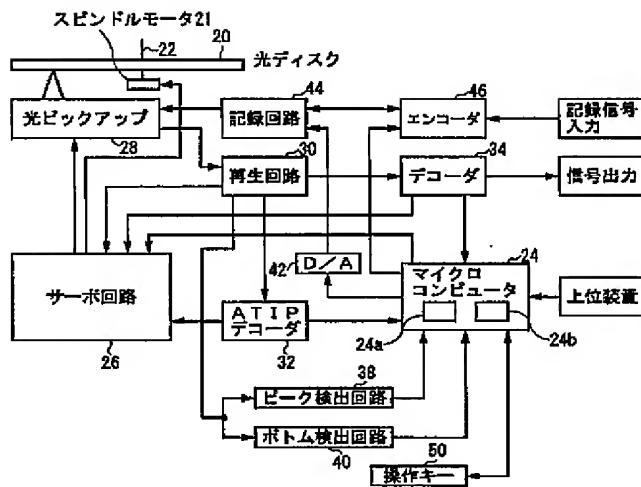 スピンドルモータ21
22
20
光ディスク
光ピックアップ
28
44
記録回路
46
エンコーダ
記録信号
入力
30
再生回路
34
デコーダ
信号出力
42
D/A
24
マイクロ
コンピュータ
上位装置
24a
24b
サーボ回路
26
ATIP
デコーダ
32
38
ピーク検出回路
ボトム検出回路
40
50
操作キー